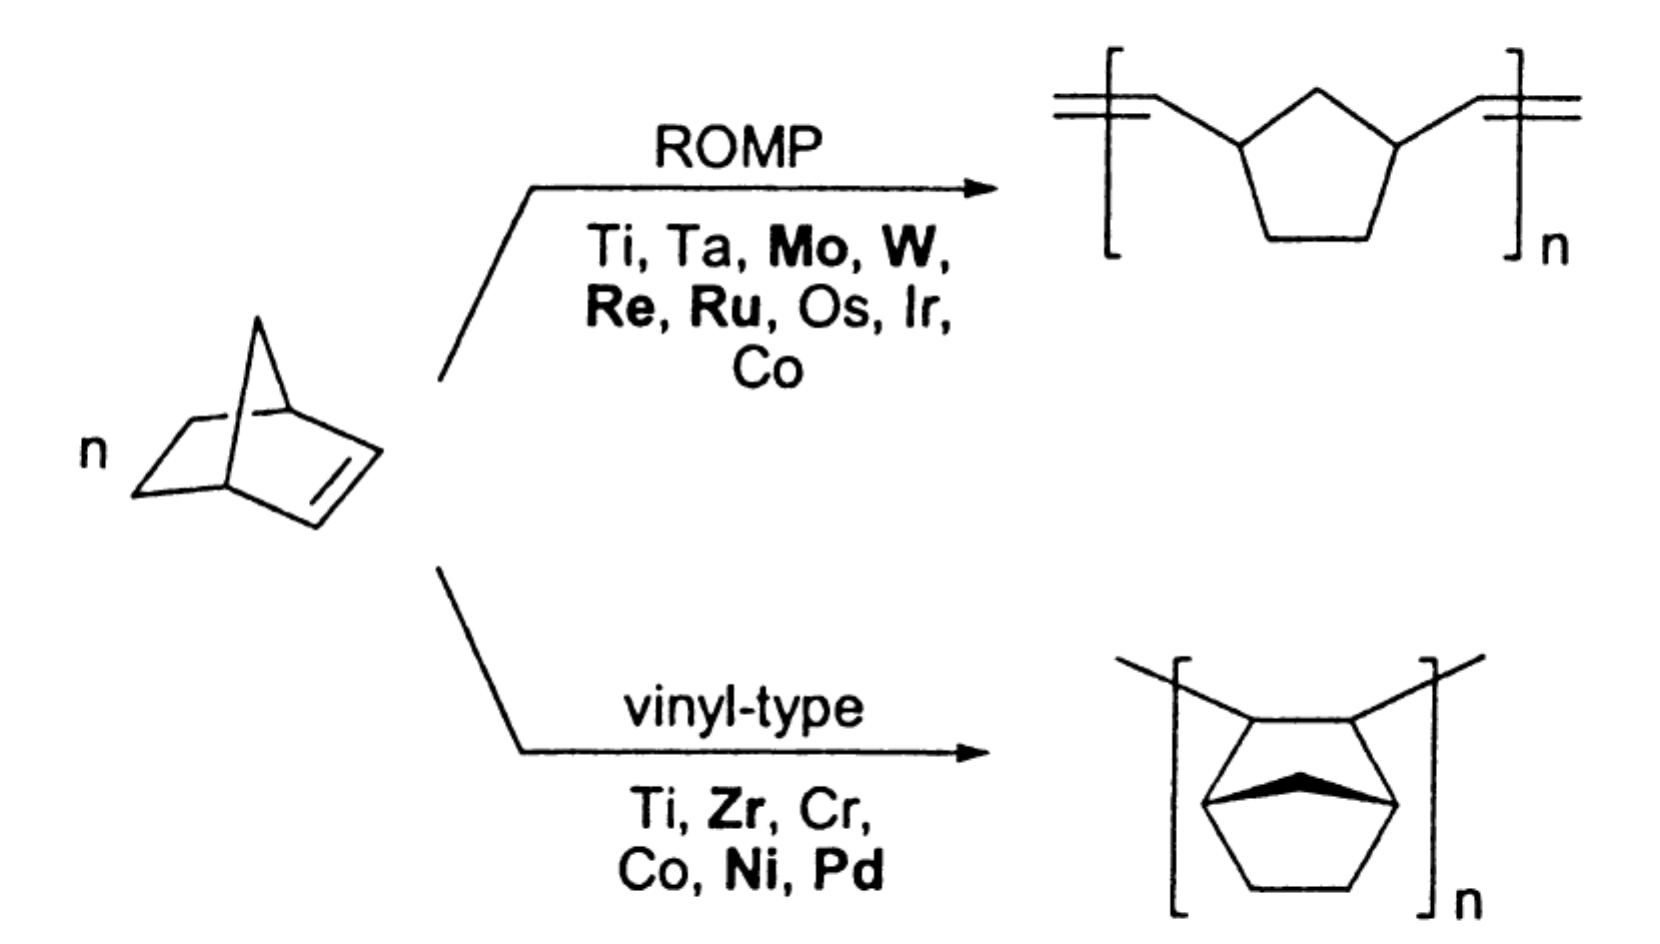 ROMP
Ti, Ta, Mo, W,
Re, Ru, Os, Ir,
Co
n
n
vinyl-type
Ti, Zr, Cr,
Co, Ni, Pd
n